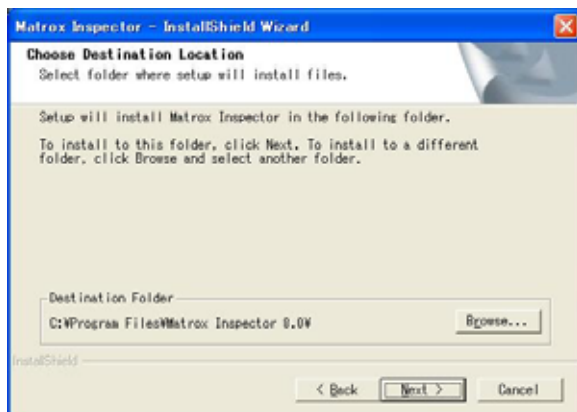 Matrox Inspector - InstallShield Wizard
Choose Destination Location
Select folder where setup will install files.
Setup will install Matrox Inspector in the following folder.
To install to this folder, click Next. To install to a different
folder, click Browse and select another folder.
Destination Folder
C:¥Program Files¥Matrox Inspector 8.0¥
Browse...
InstallShield
< Back
Next >
Cancel